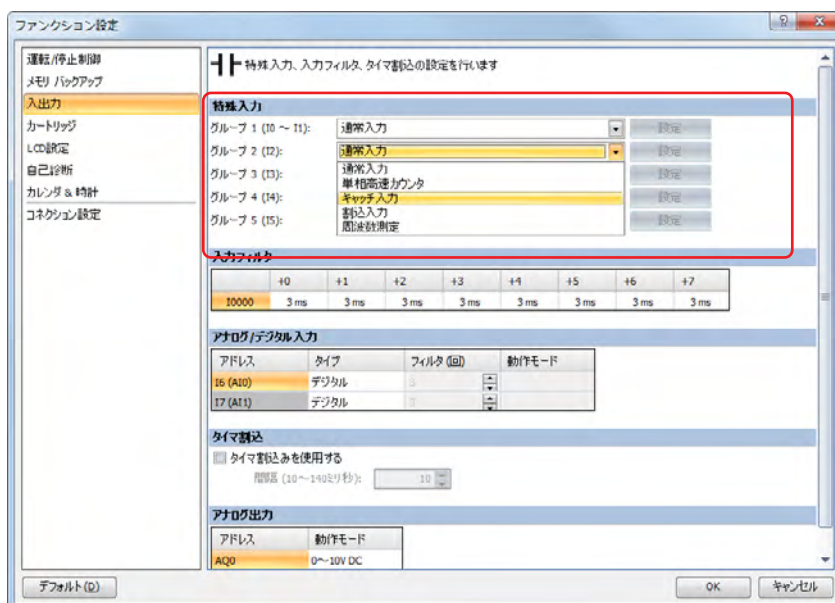 ファンクション設定
運転/停止制御
メモリ バックアップ
入出力
カートリッジ
LCD設定
自己診断
カレンダ & 時計
コネクション設定
特殊入力、入力フィルタ、タイマ割込の設定を行います
特殊入力
グループ 1 (I0 ～ I1): 通常入力 設定
グループ 2 (I2): 通常入力 設定
グループ 3 (I3): 通常入力 設定
単相高速カウンタ
グループ 4 (I4): キャッチ入力 設定
割込入力
グループ 5 (I5): 周波数測定 設定
入力フィルタ
+0 +1 +2 +3 +4 +5 +6 +7
I0000 3 ms 3 ms 3 ms 3 ms 3 ms 3 ms 3 ms 3 ms
アナログ/デジタル入力
アドレス タイプ フィルタ (回) 動作モード
I6 (AI0) デジタル 3
I7 (AI1) デジタル 3
タイマ割込
タイマ割込みを使用する
間隔 (10～140ミリ秒): 10
アナログ出力
アドレス 動作モード
AQ0 0～10V DC
デフォルト(D) OK キャンセル